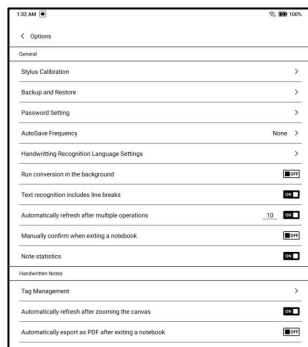 1:32 AM 100%
Options
General
Stylus Calibration
Backup and Restore
Password Setting
AutoSave Frequency None
Handwritting Recognition Language Settings
Run conversion in the background OFF
Text recognition includes line breaks ON
Automatically refresh after multiple operations 10 ON
Manually confirm when exiting a notebook OFF
Note statistics ON
Handwritten Notes
Tag Management
Automatically refresh after zooming the canvas ON
Automatically export as PDF after exiting a notebook OFF